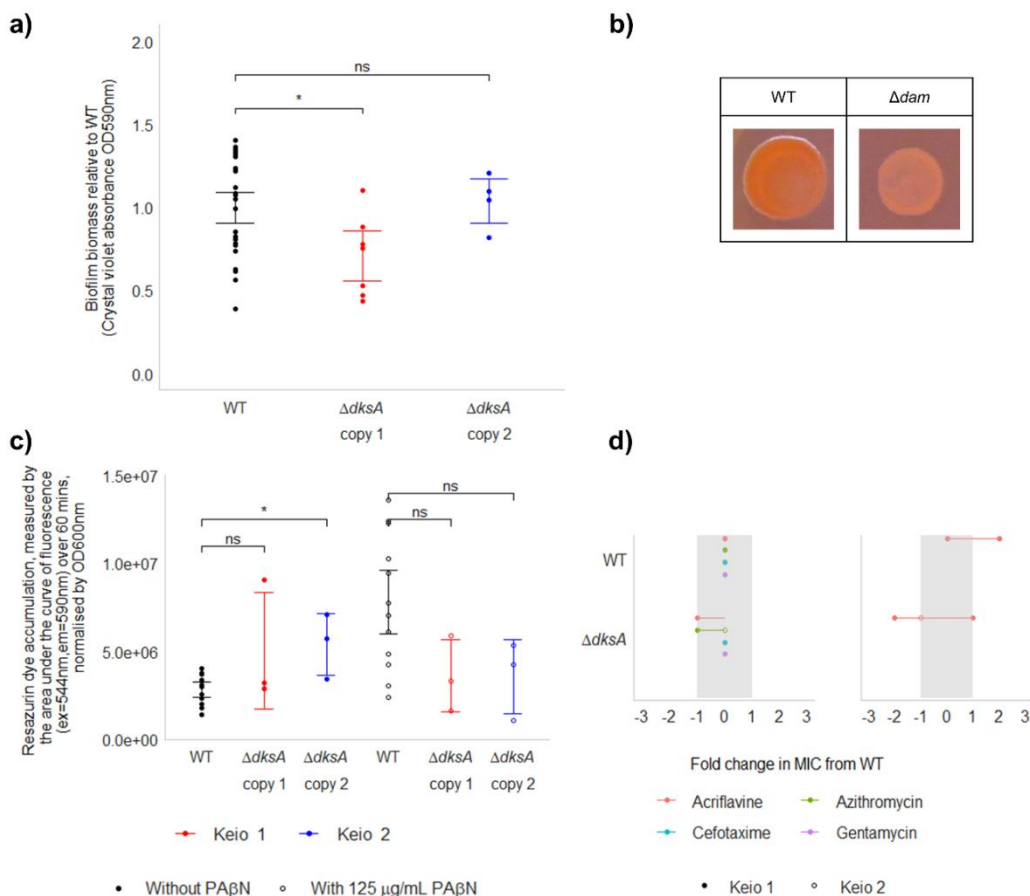 a)
Biofilm biomass relative to WT
(Crystal violet absorbance OD590nm)
2.0
1.5
1.0
0.5
0.0
ns
*
WT
ΔdksA
copy 1
ΔdksA
copy 2
b)
WT
Δdam
c)
Resazurin dye accumulation, measured by
the area under the curve of fluorescence
(ex=544nm,em=590nm) over 60 mins,
normalised by OD600nm
1.5e+07
1.0e+07
5.0e+06
0.0e+00
*
ns
ns
ns
WT
ΔdksA
copy 1
ΔdksA
copy 2
WT
ΔdksA
copy 1
ΔdksA
copy 2
Keio 1
Keio 2
Without PAβN
With 125 µg/mL PAβN
d)
WT
ΔdksA
-3 -2 -1 0 1 2 3
-3 -2 -1 0 1 2 3
Fold change in MIC from WT
Acriflavine
Azithromycin
Cefotaxime
Gentamycin
Keio 1
Keio 2